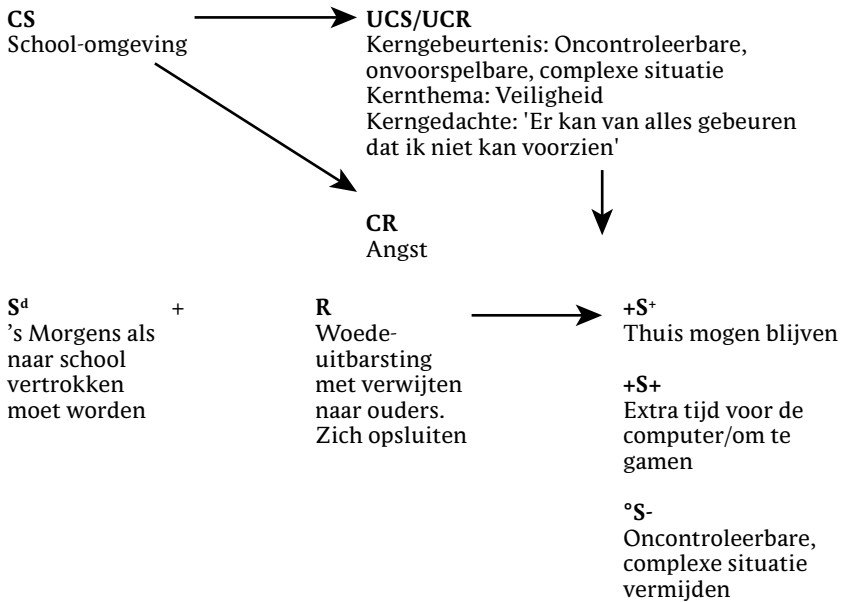 CS
School-omgeving
UCS/UCR
Kerngebeurtenis: Oncontroleerbare,
onvoorspelbare, complexe situatie
Kernthema: Veiligheid
Kerngedachte: 'Er kan van alles gebeuren
dat ik niet kan voorzien'
CR
Angst
Sᵈ
’s Morgens als
naar school
vertrokken
moet worden
+
R
Woede-
uitbarsting
met verwijten
naar ouders.
Zich opsluiten
+S⁺
Thuis mogen blijven
+S+
Extra tijd voor de
computer/om te
gamen
°S-
Oncontroleerbare,
complexe situatie
vermijden